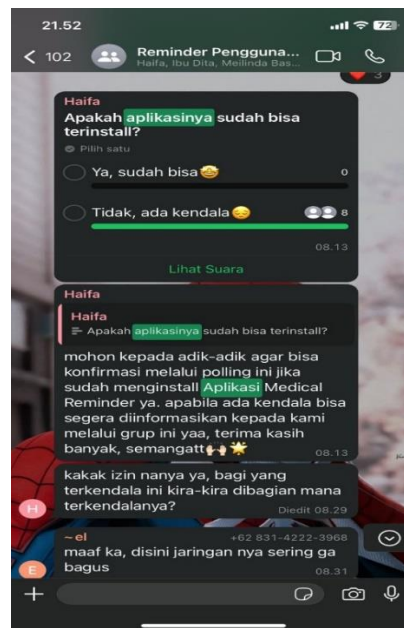 21.52
72
102
Reminder Pengguna...
Haifa, Ibu Dita, Meilinda Bas...
3
Haifa
Apakah aplikasinya sudah bisa
terinstall?
Pilih satu
Ya, sudah bisa🤩 0
Tidak, ada kendala😞 8
08.13
Lihat Suara
Haifa
Haifa
Apakah aplikasinya sudah bisa terinstall?
mohon kepada adik-adik agar bisa
konfirmasi melalui polling ini jika
sudah menginstall Aplikasi Medical
Reminder ya. apabila ada kendala bisa
segera diinformasikan kepada kami
melalui grup ini yaa, terima kasih
banyak, semangatt🙌🏻🌟
08.13
kakak izin nanya ya, bagi yang
terkendala ini kira-kira dibagian mana
terkendalanya?
Diedit 08.29
H
~el +62 831-4222-3968
maaf ka, disini jaringan nya sering ga
bagus
08.31
E